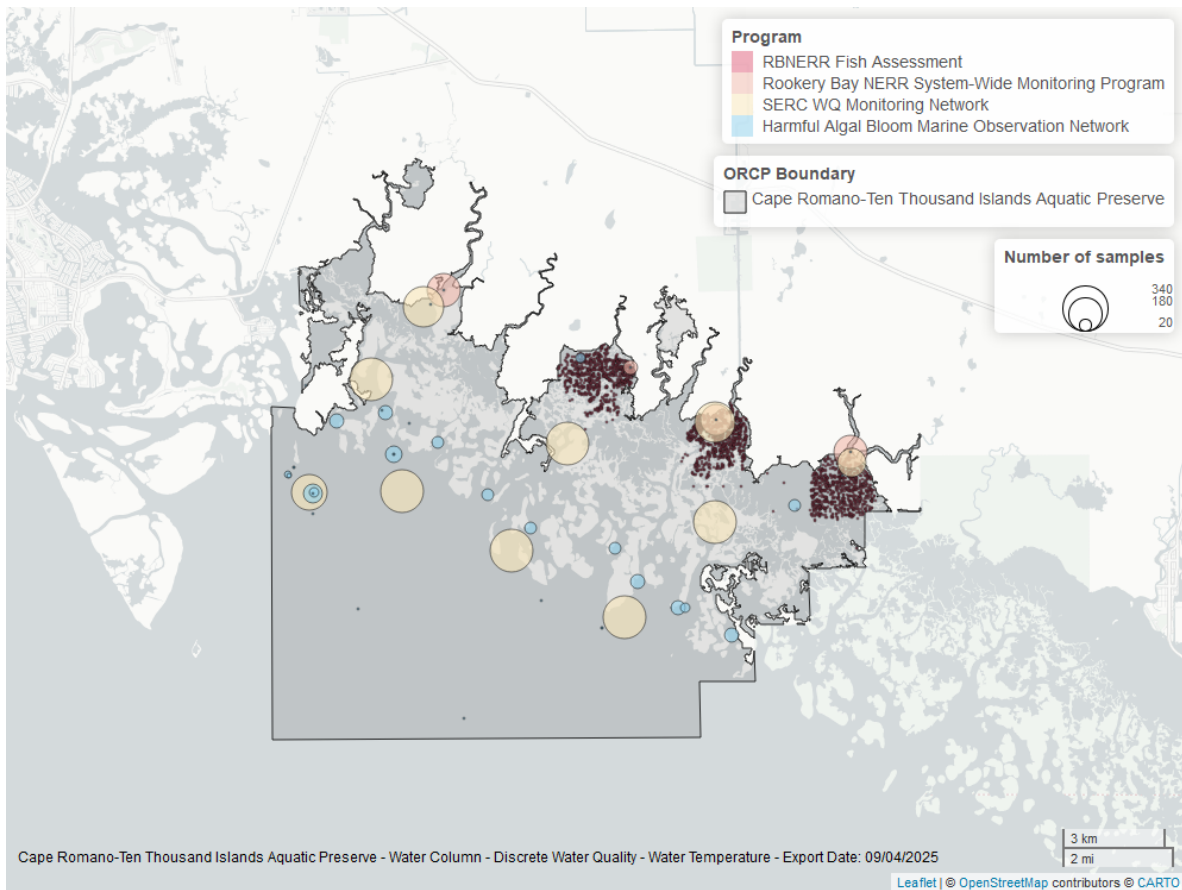 Program
RBNERR Fish Assessment
Rookery Bay NERR System-Wide Monitoring Program
SERC WQ Monitoring Network
Harmful Algal Bloom Marine Observation Network
ORCP Boundary
Cape Romano-Ten Thousand Islands Aquatic Preserve
Number of samples
340
180
20
3 km
2 mi
Cape Romano-Ten Thousand Islands Aquatic Preserve - Water Column - Discrete Water Quality - Water Temperature - Export Date: 09/04/2025
Leaflet | © OpenStreetMap contributors © CARTO